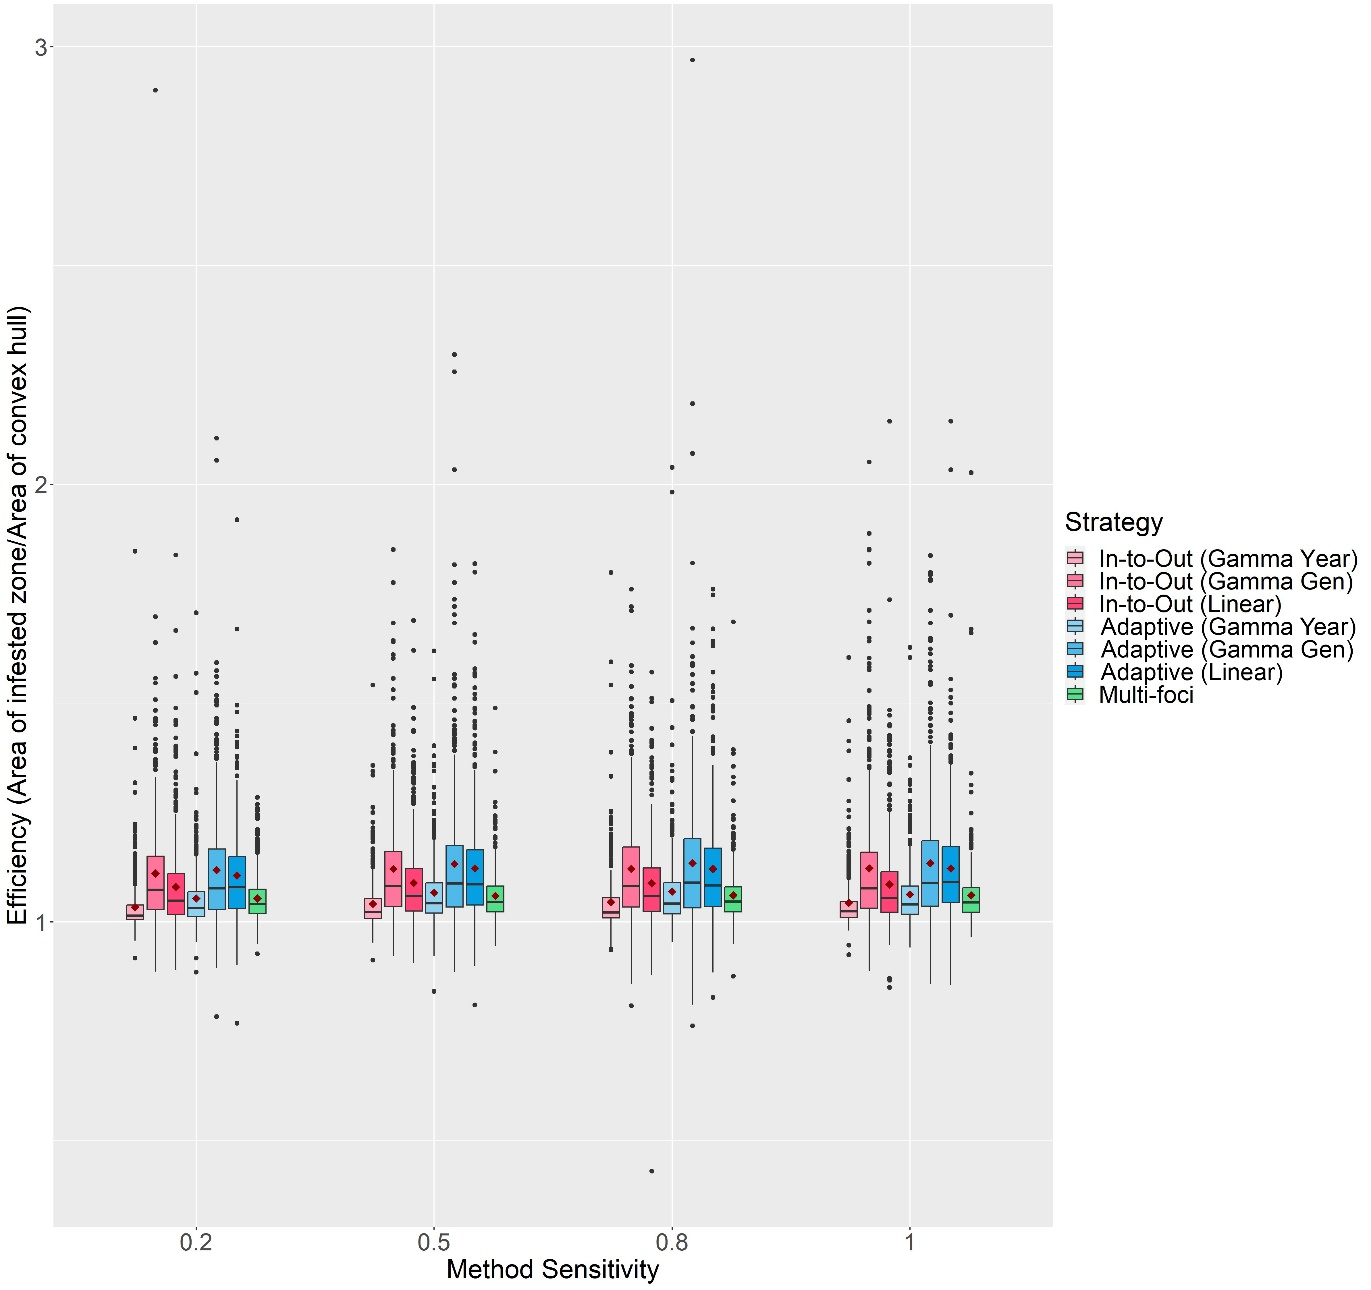 Efficiency (Area of infested zone/Area of convex hull)
3
2
1
0.2
0.5
0.8
1
Method Sensitivity
Strategy
In-to-Out (Gamma Year)
In-to-Out (Gamma Gen)
In-to-Out (Linear)
Adaptive (Gamma Year)
Adaptive (Gamma Gen)
Adaptive (Linear)
Multi-foci